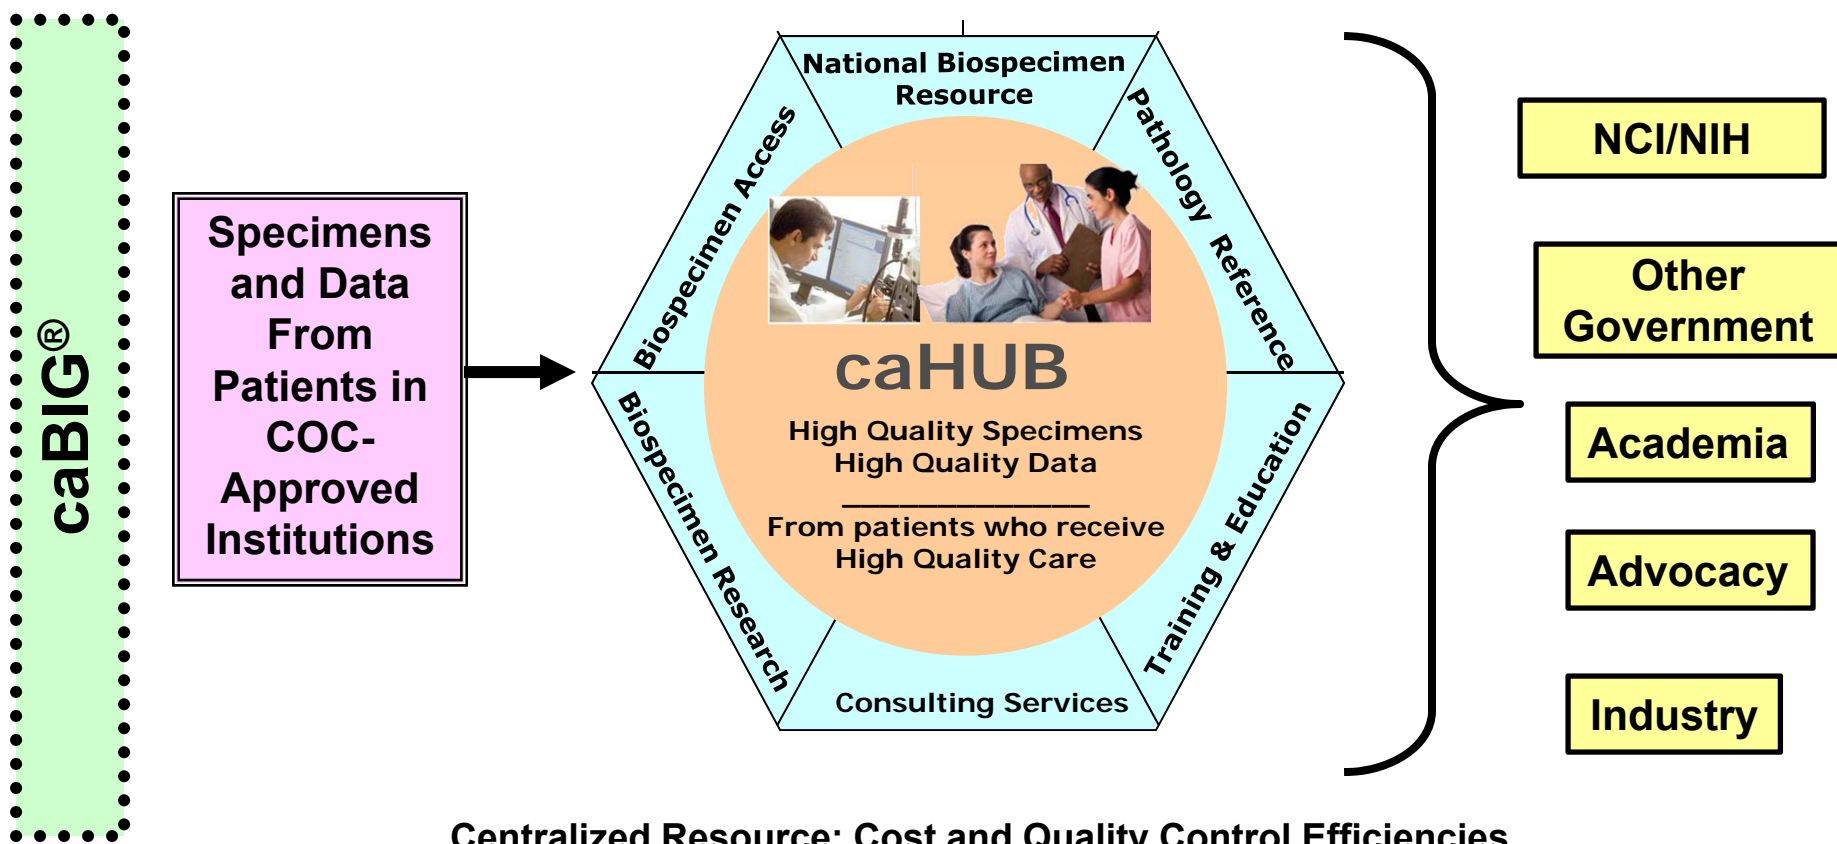 caBIG®
Specimens
and Data
From
Patients in
COC-
Approved
Institutions
National Biospecimen
Resource
Biospecimen Access
Pathology Reference
caHUB
High Quality Specimens
High Quality Data
From patients who receive
High Quality Care
Biospecimen Research
Training & Education
Consulting Services
NCI/NIH
Other
Government
Academia
Advocacy
Industry
Centralized Resource: Cost and Quality Control Efficiencies